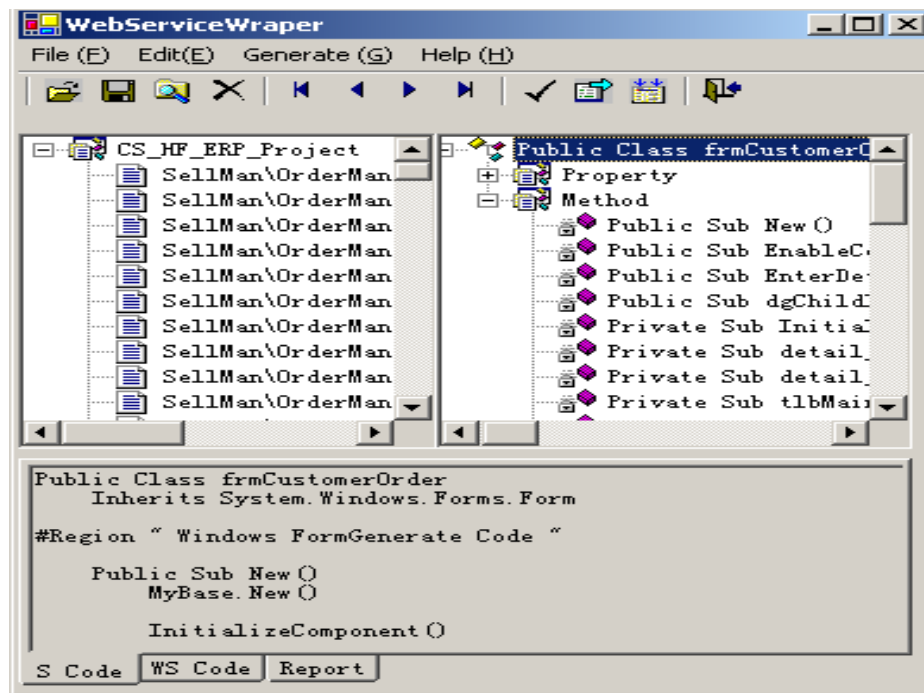 WebServiceWraper
File (F) Edit(E) Generate (G) Help (H)
CS_HF_ERP_Project
SellMan\OrderMan
SellMan\OrderMan
SellMan\OrderMan
SellMan\OrderMan
SellMan\OrderMan
SellMan\OrderMan
SellMan\OrderMan
SellMan\OrderMan
SellMan\OrderMan
SellMan\OrderMan
Public Class frmCustomerO
Property
Method
Public Sub New()
Public Sub EnableC
Public Sub EnterDe
Public Sub dgChild
Private Sub Initial
Private Sub detail_
Private Sub detail_
Private Sub tlbMai
Public Class frmCustomerOrder
Inherits System.Windows.Forms.Form
#Region " Windows FormGenerate Code "
Public Sub New()
MyBase.New()
InitializeComponent()
S Code WS Code Report